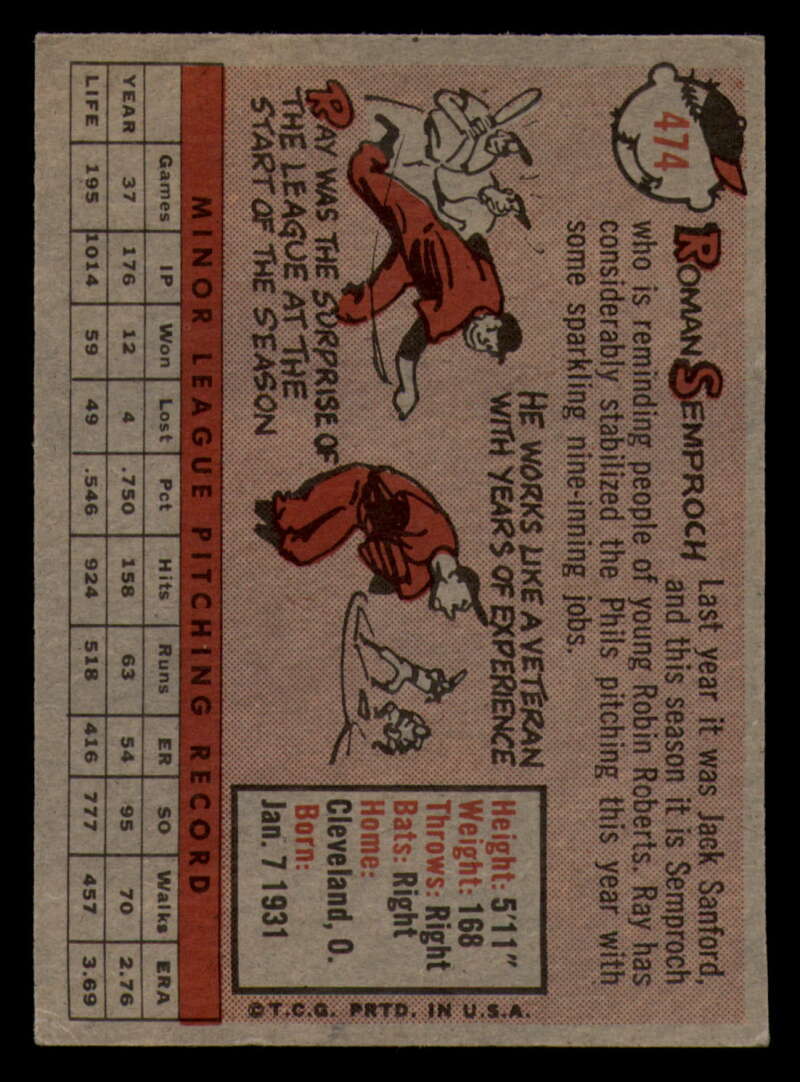 474
ROMAN SEMPROCH
Last year it was Jack Sanford,
and this season it is Semproch
who is reminding people of young Robin Roberts. Ray has
considerably stabilized the Phils pitching this year with
some sparkling nine-inning jobs.
RAY WAS THE SURPRISE OF
THE LEAGUE AT THE
START OF THE SEASON
HE WORKS LIKE A VETERAN
WITH YEARS OF EXPERIENCE
Height: 5'11"
Weight: 168
Throws: Right
Bats: Right
Home:
Cleveland, O.
Born:
Jan. 7 1931
©T.C.G. PRTD. IN U.S.A.
MINOR LEAGUE PITCHING RECORD
Games IP Won Lost Pct Hits Runs ER SO Walks ERA
YEAR 37 176 12 4 .750 158 63 54 95 70 2.76
LIFE 195 1014 59 49 .546 924 518 416 777 457 3.69